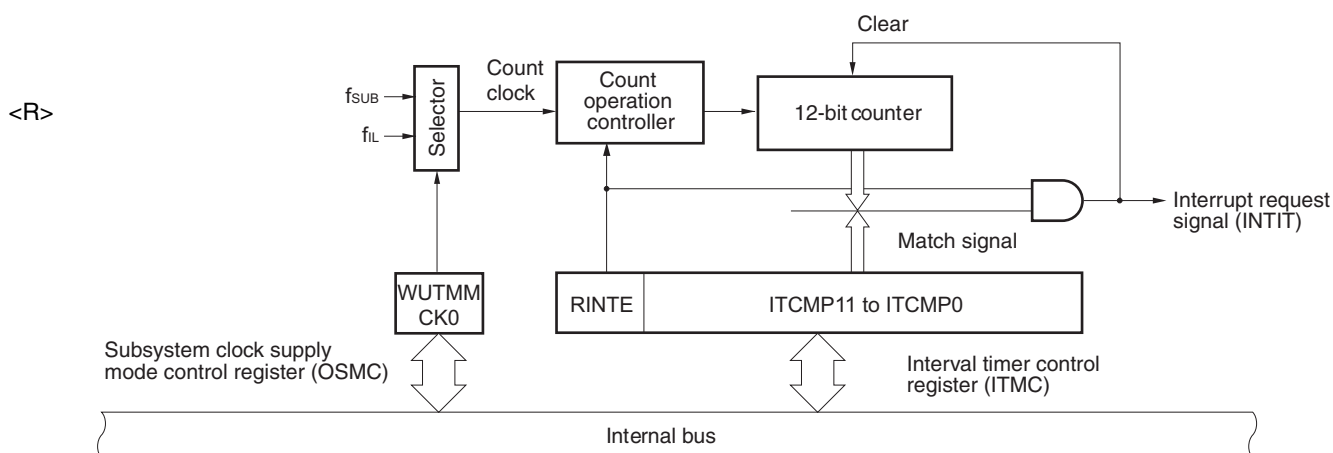 Clear
<R>
fSUB
fIL
Selector
Count
clock
Count
operation
controller
12-bit counter
Interrupt request
signal (INTIT)
Match signal
WUTMM
CK0
RINTE
ITCMP11 to ITCMP0
Subsystem clock supply
mode control register (OSMC)
Interval timer control
register (ITMC)
Internal bus